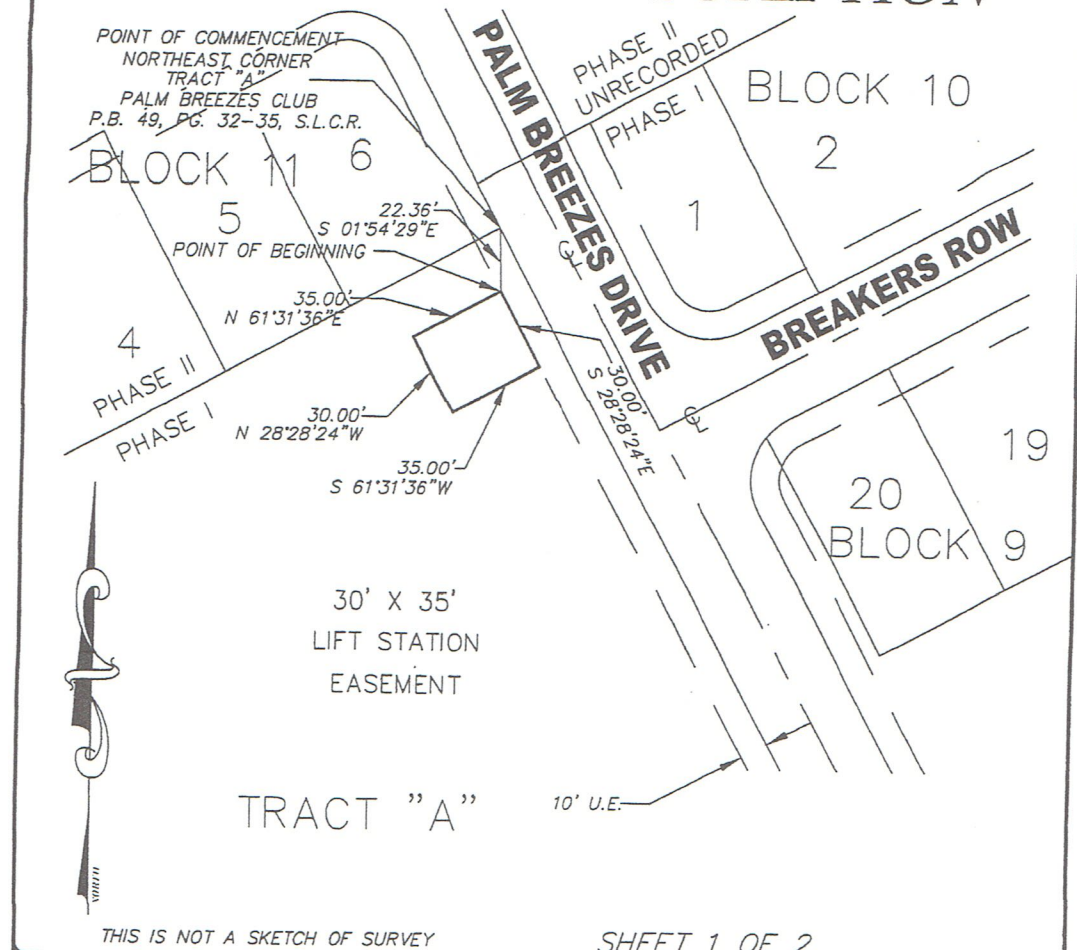 POINT OF COMMENCEMENT
NORTHEAST CORNER
TRACT "A"
PALM BREEZES CLUB
P.B. 49, PG. 32-35, S.L.C.R.
PALM BREEZES DRIVE
PHASE II
UNRECORDED
PHASE I
BLOCK 10
2
1
BLOCK 11
6
5
4
22.36'
S 01°54'29"E
POINT OF BEGINNING
35.00'
N 61°31'36"E
BREAKERS ROW
PHASE II
PHASE I
30.00'
N 28°28'24"W
30.00'
S 28°28'24"E
35.00'
S 61°31'36"W
CL
CL
19
20
BLOCK 9
30' X 35'
LIFT STATION
EASEMENT
TRACT "A"
10' U.E.
NORTH
THIS IS NOT A SKETCH OF SURVEY
SHEET 1 OF 2